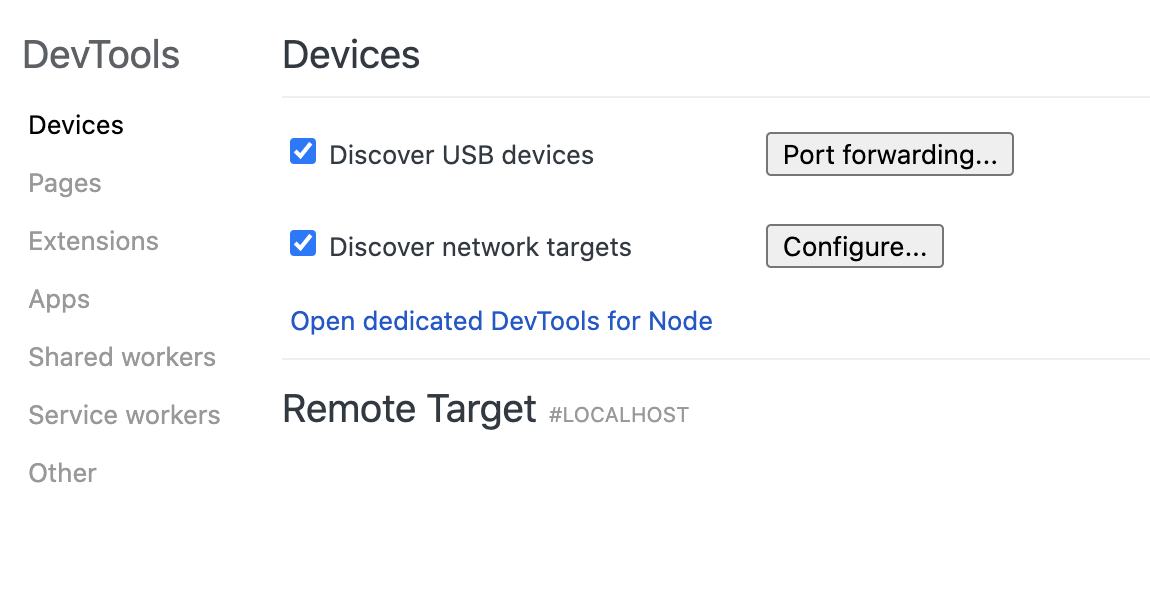 DevTools
Devices
Pages
Extensions
Apps
Shared workers
Service workers
Other
Devices
Discover USB devices
Port forwarding...
Discover network targets
Configure...
Open dedicated DevTools for Node
Remote Target #LOCALHOST